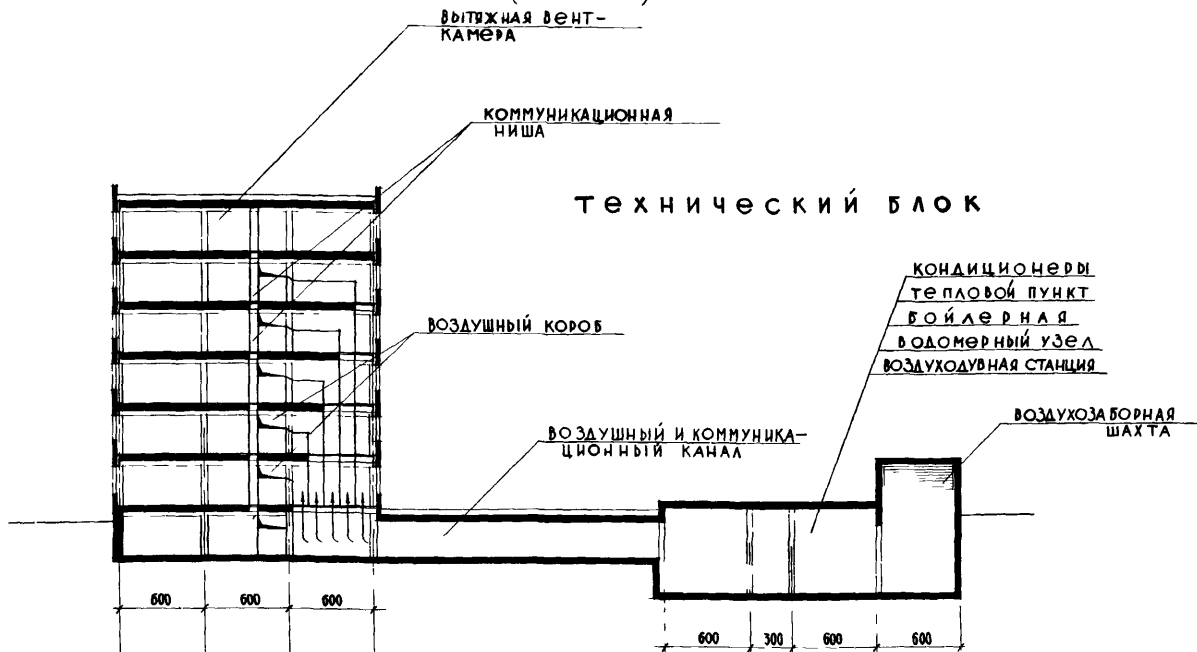 ВЫТЯЖНАЯ ВЕНТ-
КАМЕРА
КОММУНИКАЦИОННАЯ
НИША
ТЕХНИЧЕСКИЙ БЛОК
КОНДИЦИОНЕРЫ
ТЕПЛОВОЙ ПУНКТ
БОЙЛЕРНАЯ
ВОДОМЕРНЫЙ УЗЕЛ
ВОЗДУХОДУВНАЯ СТАНЦИЯ
ВОЗДУШНЫЙ КОРОБ
ВОЗДУХОЗАБОРНАЯ
ШАХТА
ВОЗДУШНЫЙ И КОММУНИКА-
ЦИОННЫЙ КАНАЛ
600 600 600
600 300 600 600